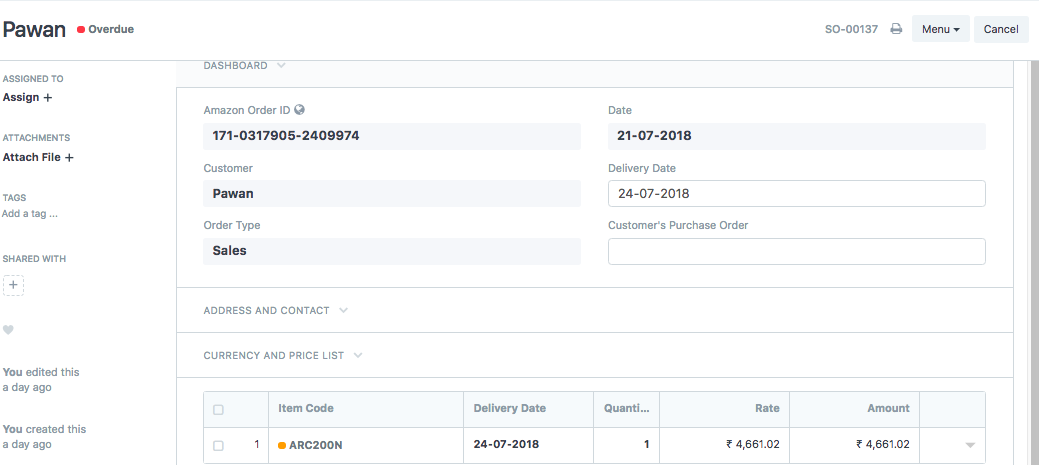 Pawan Overdue SO-00137 Menu Cancel
ASSIGNED TO
Assign +
ATTACHMENTS
Attach File +
TAGS
Add a tag ...
SHARED WITH
+
You edited this
a day ago
You created this
a day ago
DASHBOARD
Amazon Order ID Date
171-0317905-2409974 21-07-2018
Customer Delivery Date
Pawan 24-07-2018
Order Type Customer's Purchase Order
Sales
ADDRESS AND CONTACT
CURRENCY AND PRICE LIST
Item Code Delivery Date Quanti... Rate Amount
1 ARC200N 24-07-2018 1 ₹ 4,661.02 ₹ 4,661.02